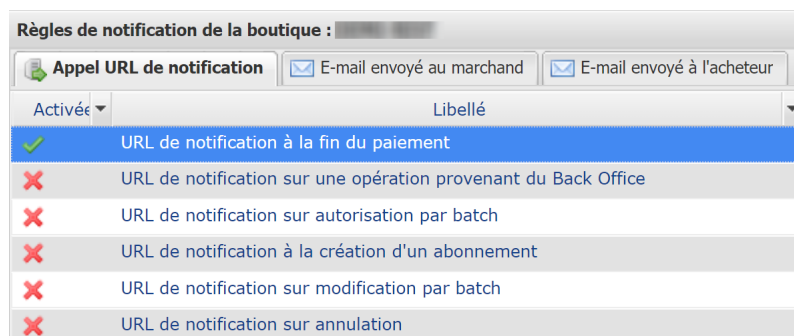 Règles de notification de la boutique :
Appel URL de notification
E-mail envoyé au marchand
E-mail envoyé à l'acheteur
Activée
Libellé
URL de notification à la fin du paiement
URL de notification sur une opération provenant du Back Office
URL de notification sur autorisation par batch
URL de notification à la création d'un abonnement
URL de notification sur modification par batch
URL de notification sur annulation